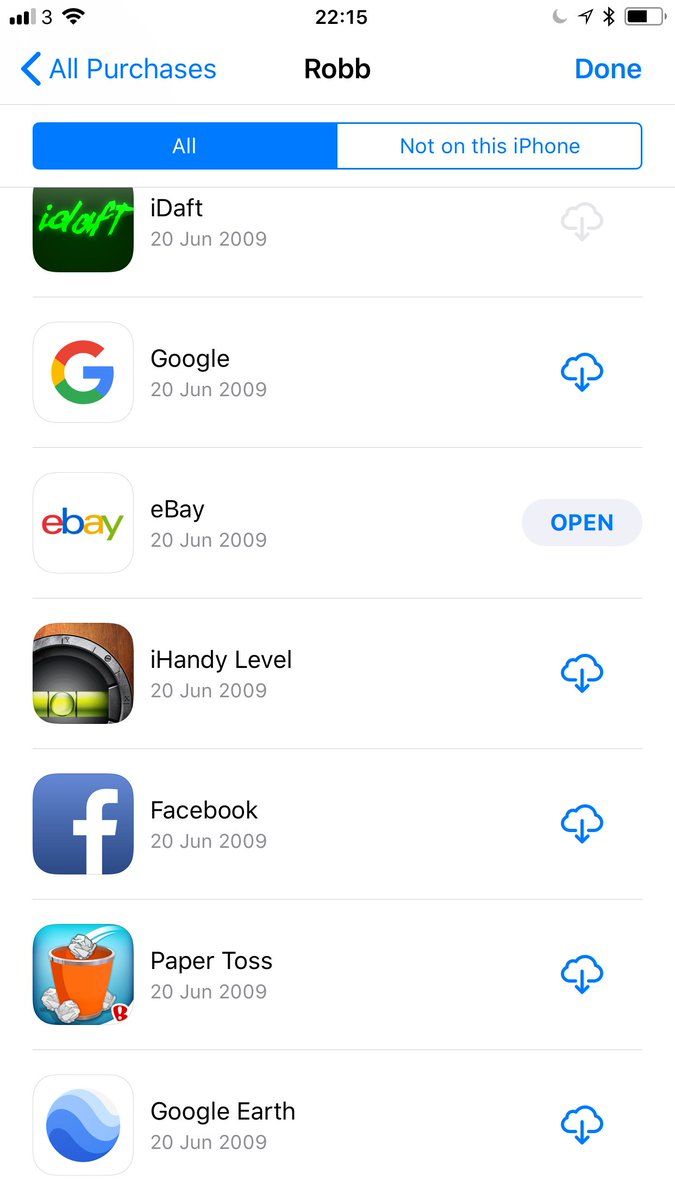 3
22:15
All Purchases
Robb
Done
All
Not on this iPhone
idaft
iDaft
20 Jun 2009
G
Google
20 Jun 2009
ebay
eBay
20 Jun 2009
OPEN
iHandy Level
20 Jun 2009
f
Facebook
20 Jun 2009
Paper Toss
20 Jun 2009
Google Earth
20 Jun 2009